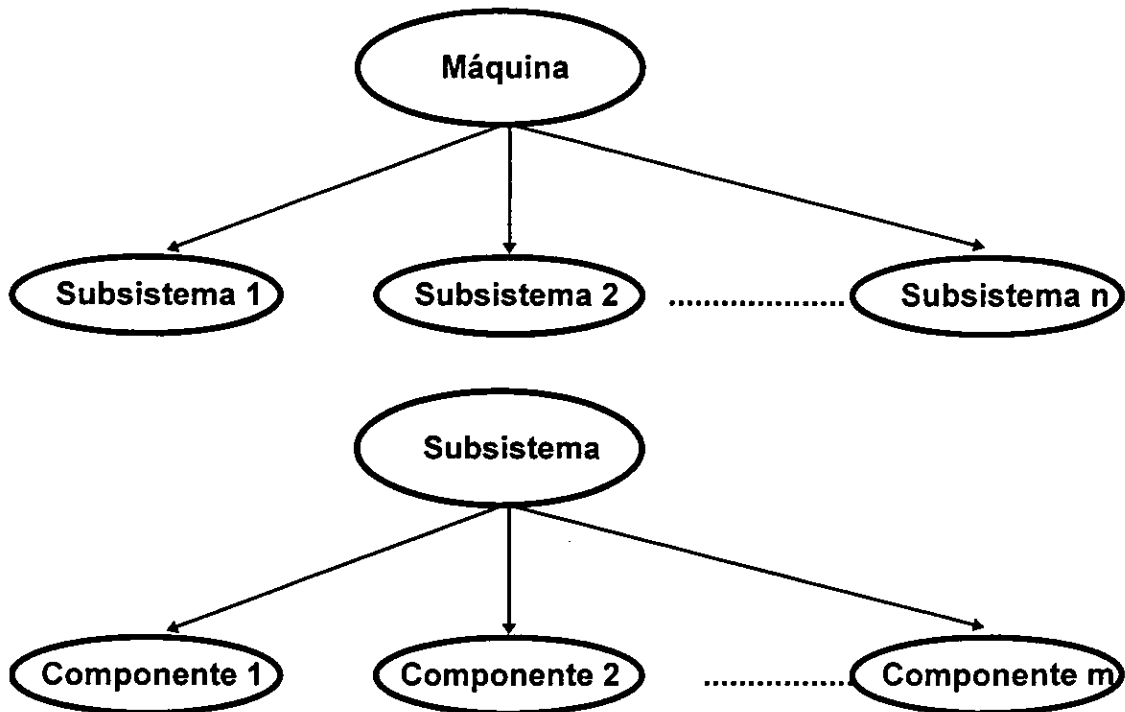 Máquina
Subsistema 1 Subsistema 2 .................... Subsistema n
Subsistema
Componente 1 Componente 2 ................. Componente m